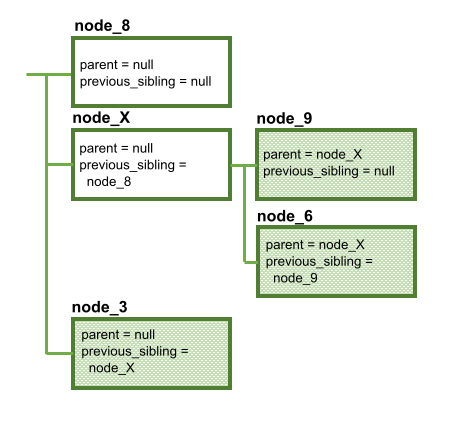 node_8
parent = null
previous_sibling = null
node_X
parent = null
previous_sibling =
node_8
node_9
parent = node_X
previous_sibling = null
node_6
parent = node_X
previous_sibling =
node_9
node_3
parent = null
previous_sibling =
node_X